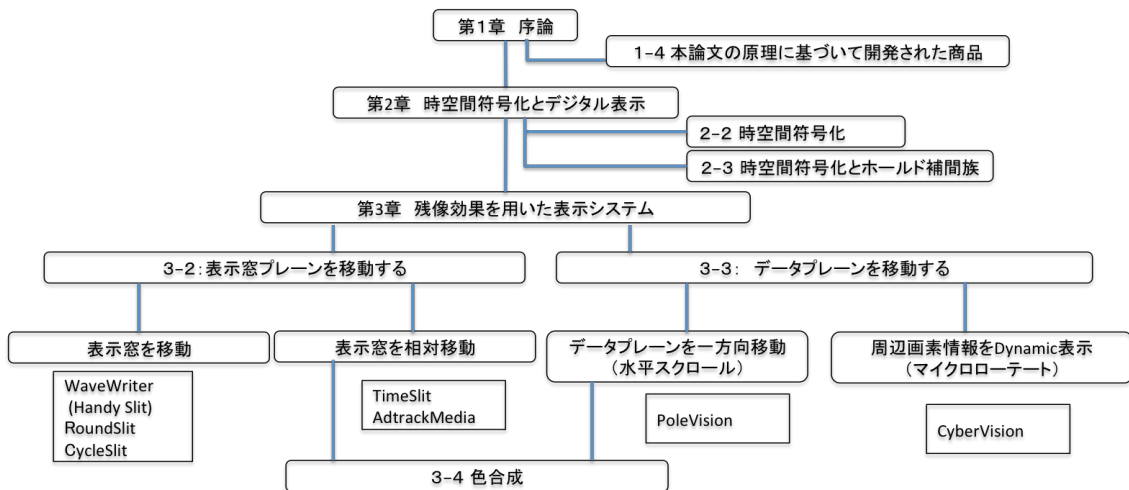 第1章 序論
1-4 本論文の原理に基づいて開発された商品
第2章 時空間符号化とデジタル表示
2-2 時空間符号化
2-3 時空間符号化とホールド補間族
第3章 残像効果を用いた表示システム
3-2:表示窓プレーンを移動する
3-3: データプレーンを移動する
表示窓を移動
表示窓を相対移動
データプレーンを一方向移動
(水平スクロール)
周辺画素情報をDynamic表示
(マイクロローテート)
WaveWriter
(Handy Slit)
RoundSlit
CycleSlit
TimeSlit
AdtrackMedia
PoleVision
CyberVision
3-4 色合成